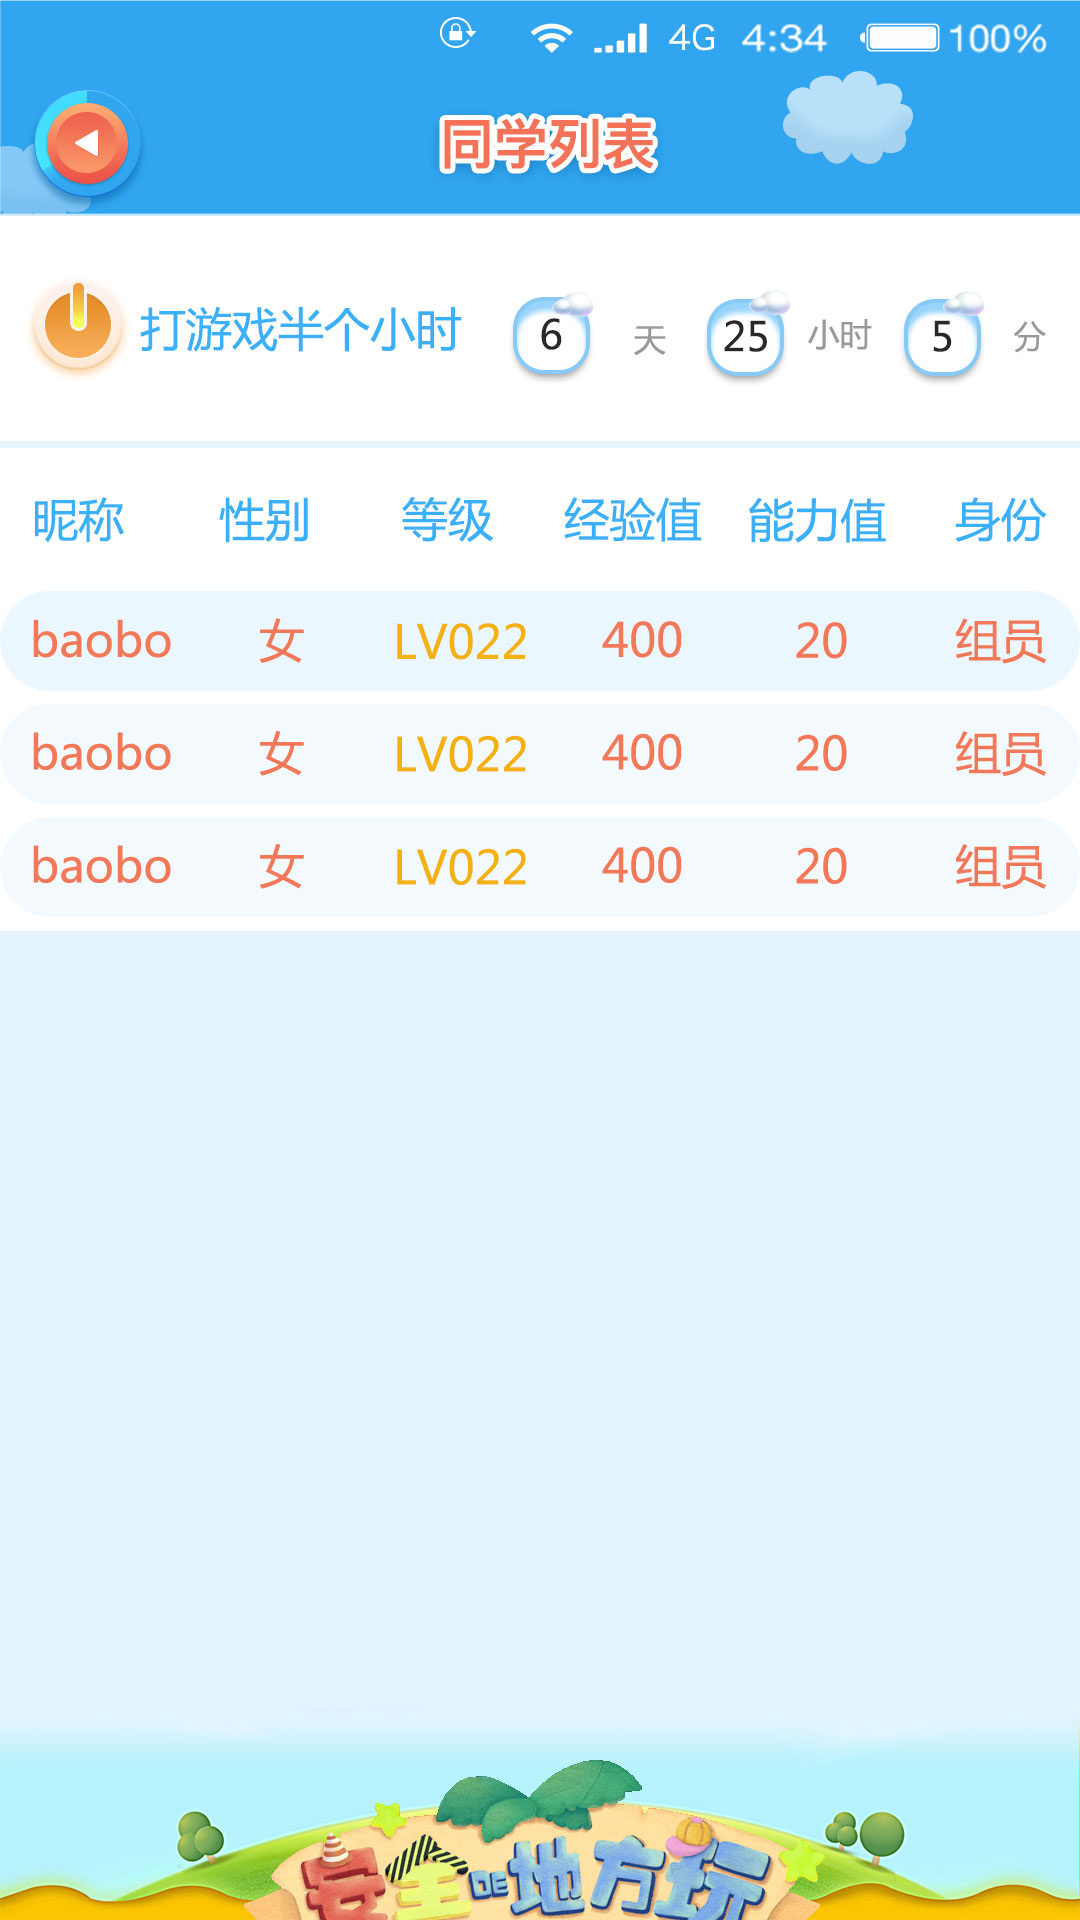 4G 4:34 100%
同学列表
打游戏半个小时 6 天 25 小时 5 分
昵称 性别 等级 经验值 能力值 身份
baobo 女 LV022 400 20 组员
baobo 女 LV022 400 20 组员
baobo 女 LV022 400 20 组员
安全DE地方玩